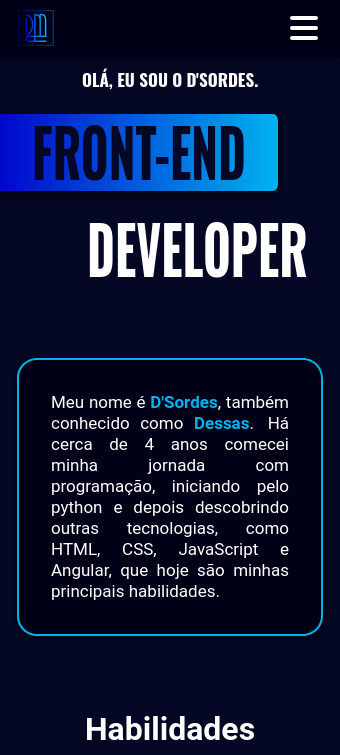 OLÁ, EU SOU O D'SORDES.
FRONT-END
DEVELOPER
Meu nome é D'Sordes, também
conhecido como Dessas. Há
cerca de 4 anos comecei
minha jornada com
programação, iniciando pelo
python e depois descobrindo
outras tecnologias, como
HTML, CSS, JavaScript e
Angular, que hoje são minhas
principais habilidades.
Habilidades